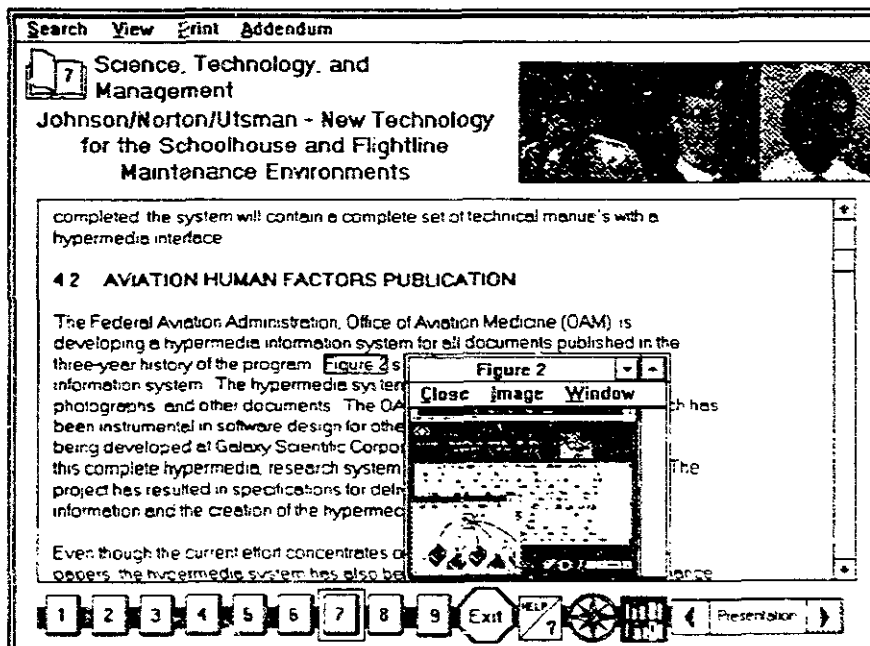 Search View Print Addendum
7 Science, Technology, and
Management
Johnson/Norton/Utsman - New Technology
for the Schoolhouse and Flightline
Maintenance Environments
completed the system will contain a complete set of technical manua's with a
hypermedia interface
4 2 AVIATION HUMAN FACTORS PUBLICATION
The Federal Aviation Administration, Office of Aviation Medicine (OAM) is
developing a hypermedia information system for all documents published in the
three-year history of the program Figure 2 s
information system The hypermedia system
photographs and other documents The OA
ch has
been instrumental in software design for othe
being developed at Galaxy Scientific Corpor
this complete hypermedia, research system
The
project has resulted in specifications for
information and the creation of the hypermed
Even though the current effort concentrates
papers, the hypermedia system has also be
nance
Figure 2
Close Image Window
1 2 3 4 5 6 7 8 9 Exit HELP ? Presentation